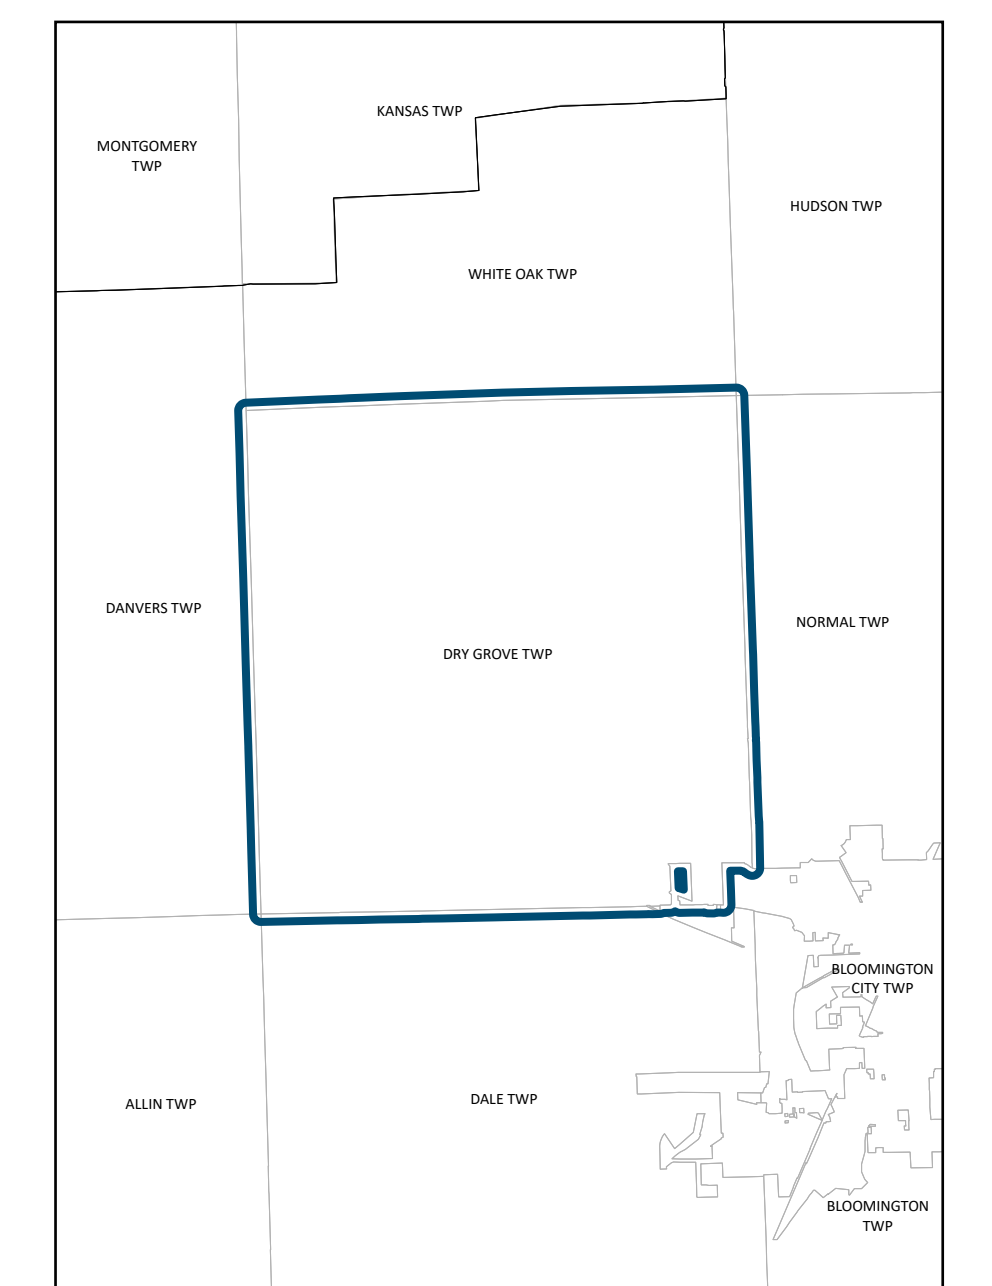 KANSAS TWP
MONTGOMERY
TWP
HUDSON TWP
WHITE OAK TWP
DANVERS TWP
NORMAL TWP
DRY GROVE TWP
BLOOMINGTON
CITY TWP
ALLIN TWP
DALE TWP
BLOOMINGTON
TWP